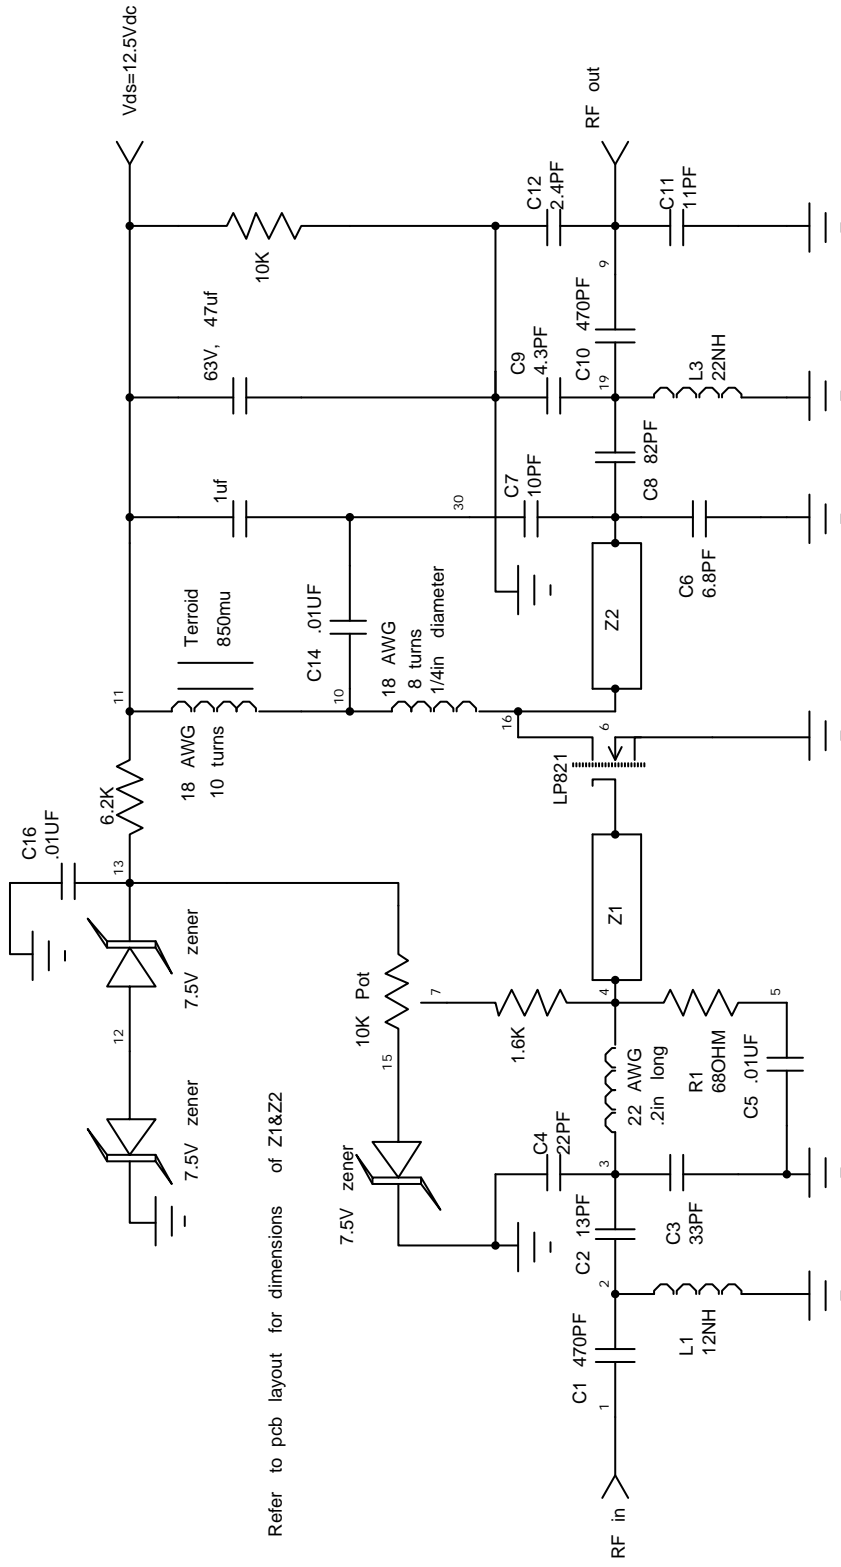 Vds=12.5Vdc
RF out
C12
2.4PF
C11
11PF
10K
9
63V, 47uf
C10 470PF
C9
4.3PF
19
L3
22NH
1uf
30
C7
10PF
C8 82PF
C6
6.8PF
Terroid
850mu
C14 .01UF
18 AWG
8 turns
1/4in diameter
Z2
11
10
16
6
18 AWG
10 turns
LP821
6.2K
C16
.01UF
13
7.5V zener
12
7.5V zener
Z1
10K Pot
7
15
7.5V zener
1.6K
4
5
22 AWG
.2in long
R1
68OHM
C5 .01UF
C4
22PF
3
C2 13PF
C3
33PF
2
L1
12NH
C1 470PF
1
RF in
Refer to pcb layout for dimensions of Z1&Z2